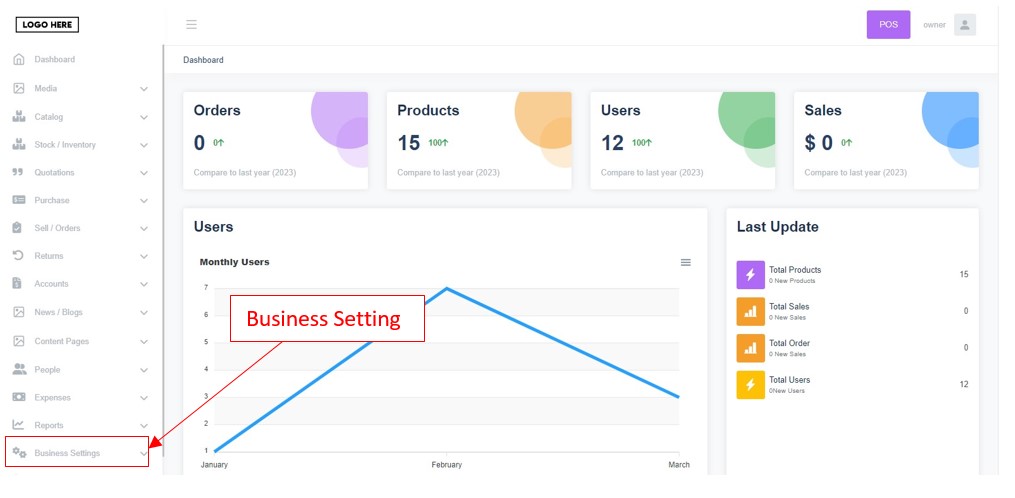 LOGO HERE
POS
owner
Dashboard
Media
Catalog
Stock / Inventory
Quotations
Purchase
Sell / Orders
Returns
Accounts
News / Blogs
Content Pages
People
Expenses
Reports
Business Settings
Dashboard
Orders
0 0↑
Compare to last year (2023)
Products
15 100↑
Compare to last year (2023)
Users
12 100↑
Compare to last year (2023)
Sales
$ 0 0↑
Compare to last year (2023)
Users
Monthly Users
7
6
5
4
3
2
1
January February March
Business Setting
Last Update
Total Products
0 New Products
15
Total Sales
0 New Sales
0
Total Order
0 New Sales
0
Total Users
0New Users
12